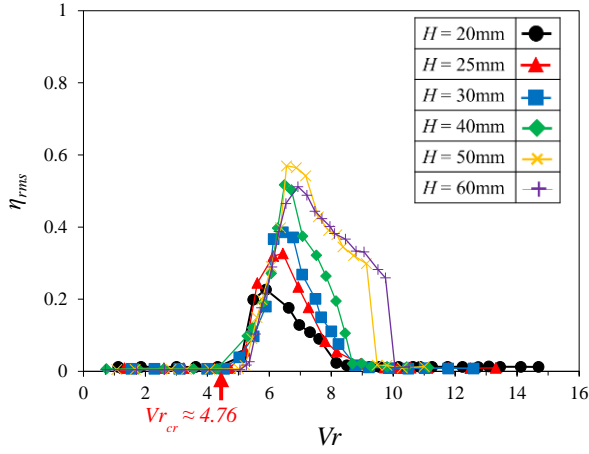 1
0.8
0.6
0.4
0.2
0
η_rms
H = 20mm
H = 25mm
H = 30mm
H = 40mm
H = 50mm
H = 60mm
0 2 4 6 8 10 12 14 16
Vr_cr ≈ 4.76
Vr